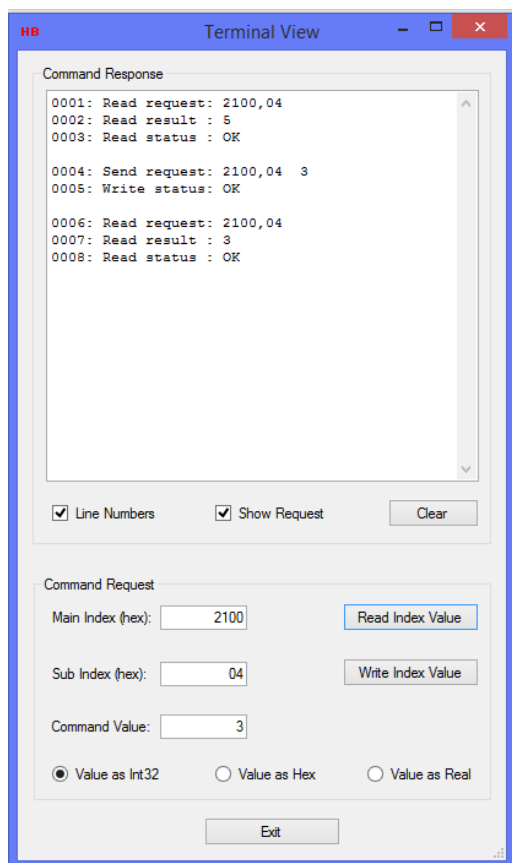 HB Terminal View
Command Response
0001: Read request: 2100,04
0002: Read result : 5
0003: Read status : OK
0004: Send request: 2100,04  3
0005: Write status: OK
0006: Read request: 2100,04
0007: Read result : 3
0008: Read status : OK
Line Numbers Show Request Clear
Command Request
Main Index (hex): 2100 Read Index Value
Sub Index (hex): 04 Write Index Value
Command Value: 3
Value as Int32 Value as Hex Value as Real
Exit